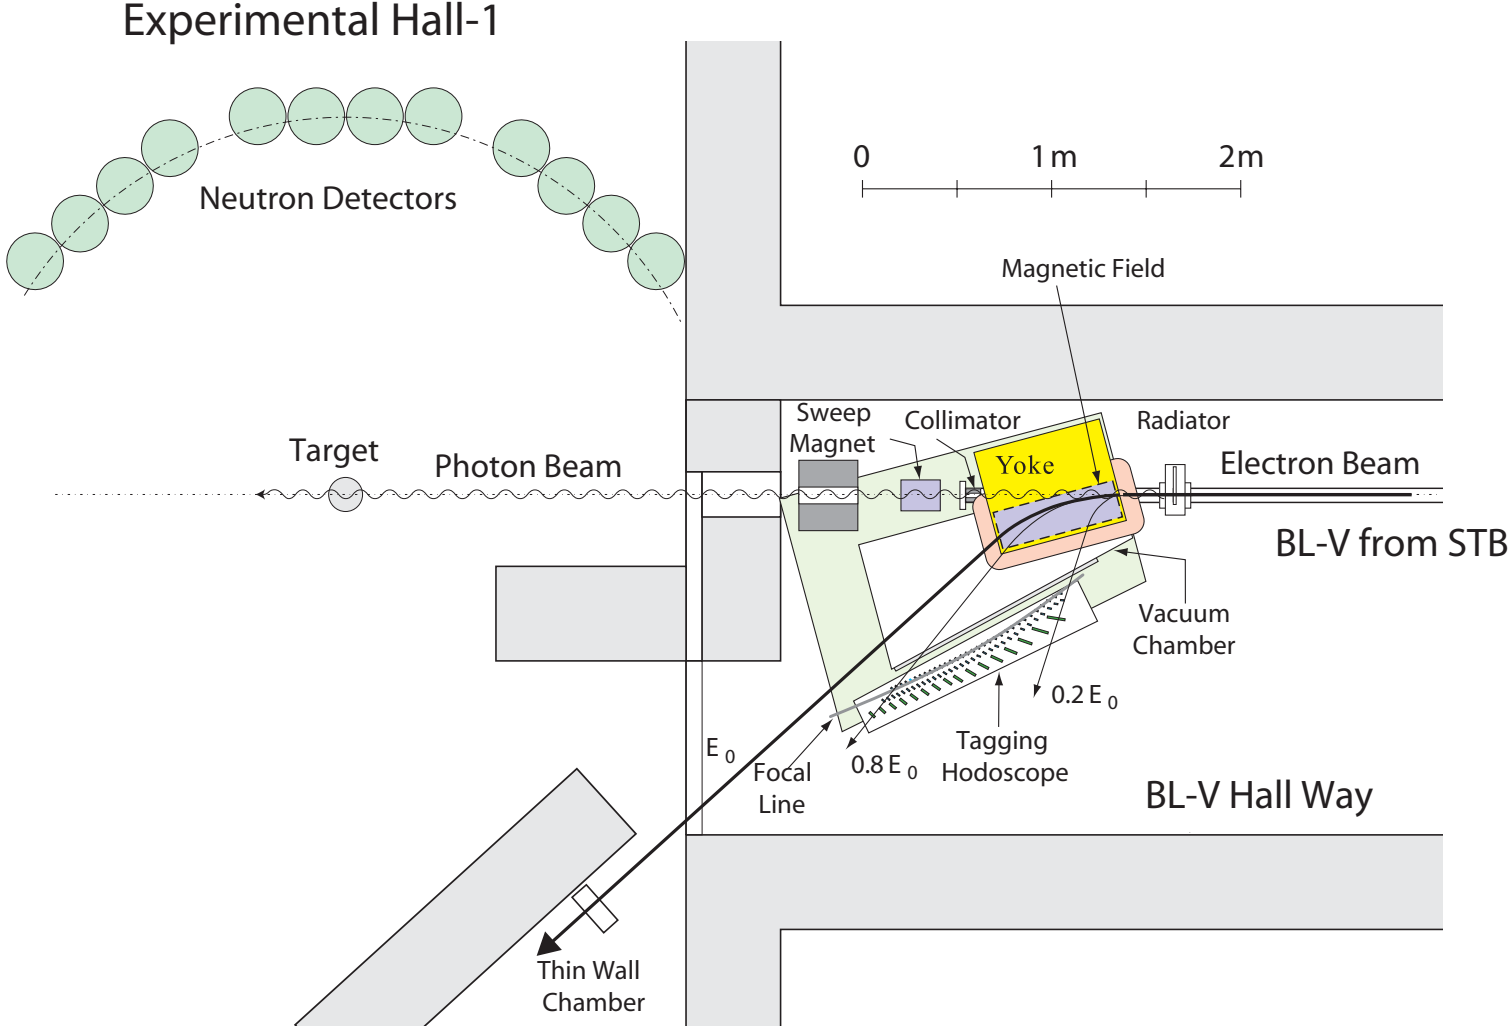 Experimental Hall-1
Neutron Detectors
0 1 m 2m
Magnetic Field
Sweep
Magnet
Collimator
Radiator
Target
Photon Beam
Yoke
Electron Beam
BL-V from STB
Vacuum
Chamber
0.2 E 0
E 0
Focal
Line
0.8 E 0
Tagging
Hodoscope
BL-V Hall Way
Thin Wall
Chamber